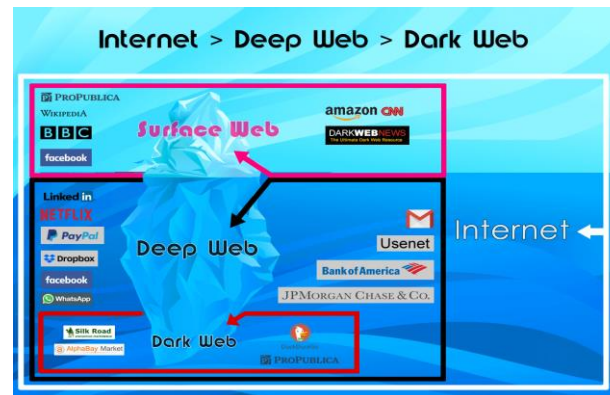 Internet > Deep Web > Dark Web
PROPUBLICA
WIKIPEDIA
BBC
facebook
Surface Web
amazon CNN
DARKWEBNEWS
The Ultimate Dark Web Resource
Linked in
NETFLIX
PayPal
Dropbox
facebook
WhatsApp
Deep Web
Usenet
Bank of America
JPMORGAN CHASE & CO.
Internet
Silk Road
AlphaBay Market
Dark Web
DuckDuckGo
PROPUBLICA